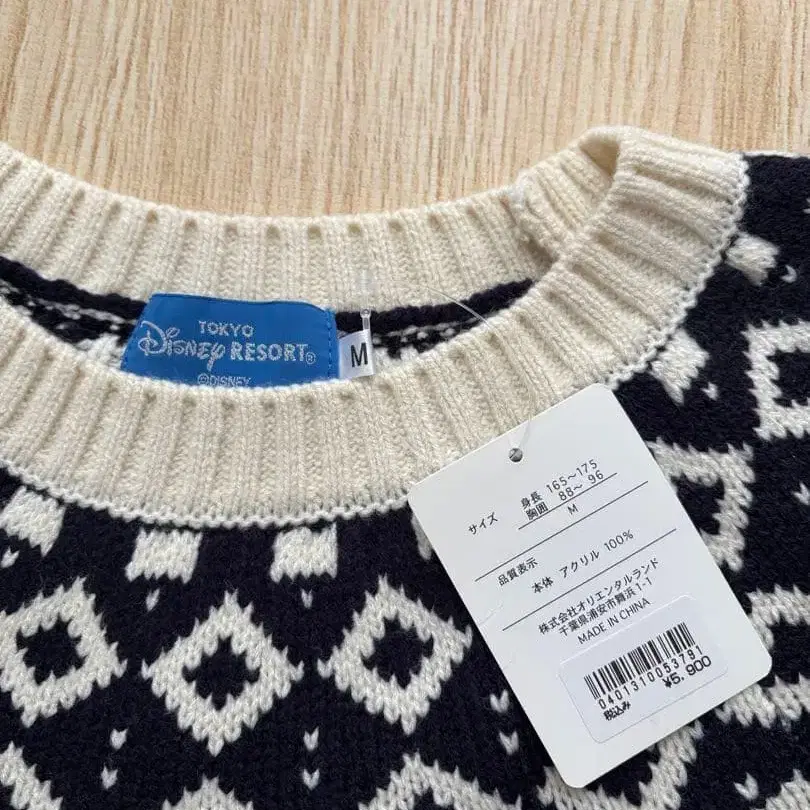 TOKYO
Disney RESORT®
©DISNEY
M
サイズ
身長 165~175
胸囲 88~ 96
M
品質表示
本体 アクリル 100%
株式会社オリエンタルランド
千葉県浦安市舞浜1-1
MADE IN CHINA
0401310053791
¥5,900
税込み